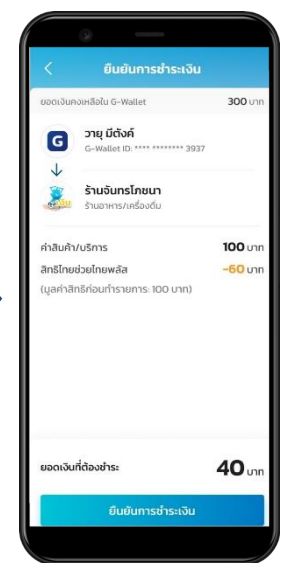 ยืนยันการชำระเงิน
ยอดเงินคงเหลือใน G-Wallet 300 บาท
G วายุ มีตังค์
G-Wallet ID: **** ******** 3937
ร้านจันทรโภชนา
ร้านอาหาร/เครื่องดื่ม
ค่าสินค้า/บริการ 100 บาท
สิทธิไทยช่วยไทยพลัส -60 บาท
(มูลค่าสิทธิก่อนทำรายการ: 100 บาท)
ยอดเงินที่ต้องชำระ 40 บาท
ยืนยันการชำระเงิน